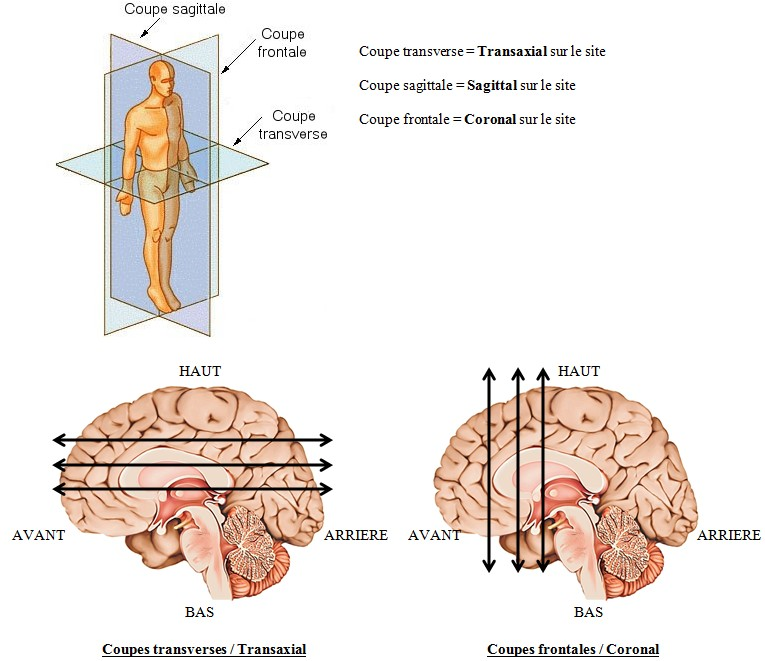 Coupe sagittale
Coupe
frontale
Coupe
transverse
Coupe transverse = Transaxial sur le site
Coupe sagittale = Sagittal sur le site
Coupe frontale = Coronal sur le site
HAUT
AVANT
ARRIERE
BAS
Coupes transverses / Transaxial
HAUT
AVANT
ARRIERE
BAS
Coupes frontales / Coronal